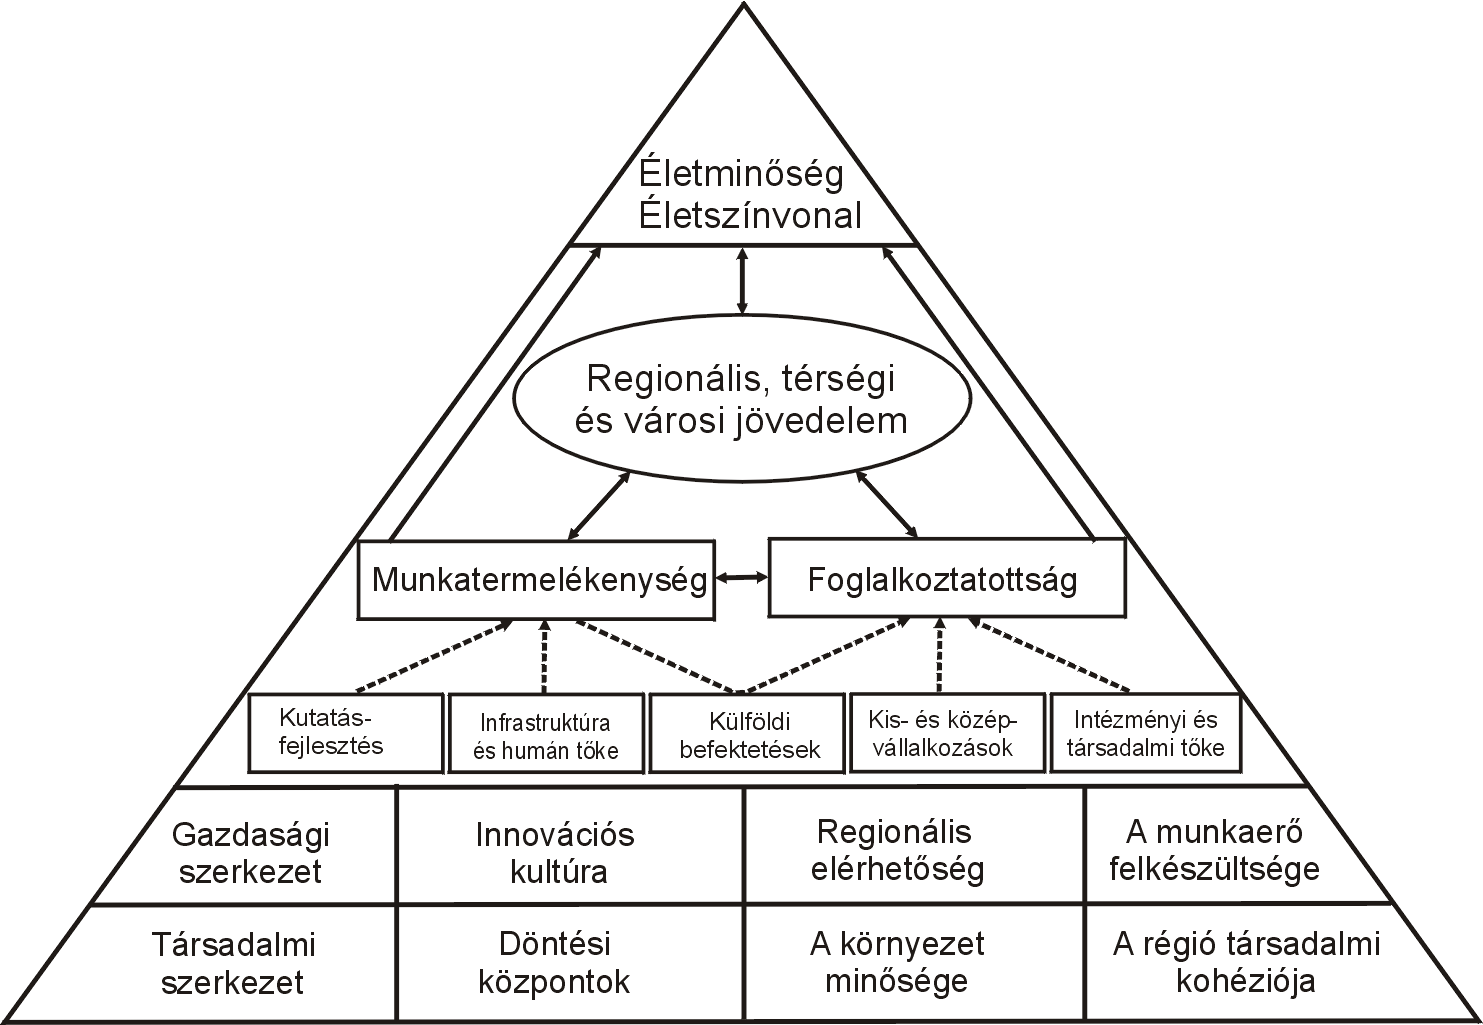 Életminőség
Életszínvonal
Regionális, térségi
és városi jövedelem
Munkatermelékenység
Foglalkoztatottság
Kutatás-
fejlesztés
Infrastruktúra
és humán tőke
Külföldi
befektetések
Kis- és közép-
vállalkozások
Intézményi és
társadalmi tőke
Gazdasági
szerkezet
Innovációs
kultúra
Regionális
elérhetőség
A munkaerő
felkészültsége
Társadalmi
szerkezet
Döntési
központok
A környezet
minősége
A régió társadalmi
kohéziója